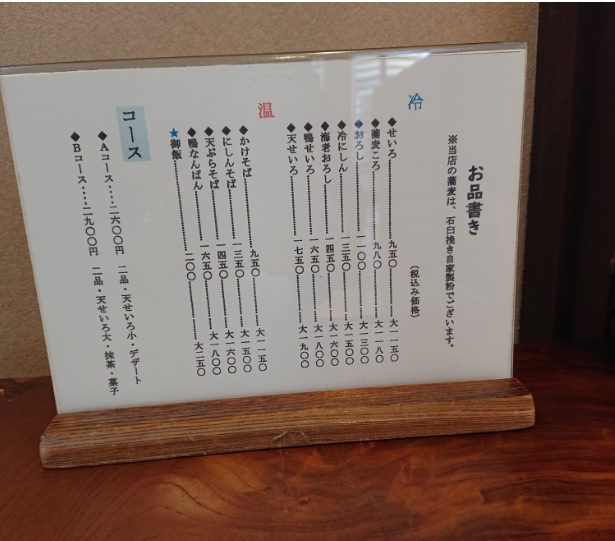 お品書き
※当店の蕎麦は、石臼挽き自家製粉でございます。
(税込み価格)
冷
◆せいろ 九五〇 大一一五〇
◆蕎麦ころ 九八〇 大一一八〇
◆おろし 一一〇〇 大一三〇〇
◆冷にしん 一三五〇 大一五〇〇
◆海老おろし 一四五〇 大一六〇〇
◆鴨せいろ 一六五〇 大一八〇〇
◆天せいろ 一七五〇 大一九〇〇
温
◆かけそば 九五〇 大一一五〇
◆にしんそば 一三五〇 大一五〇〇
◆天ぷらそば 一四五〇 大一六〇〇
◆鴨なんばん 一六五〇 大一八〇〇
★御飯 二〇〇 大二五〇
コース
◆Aコース‥‥二六〇〇円 二品・天せいろ小・デザート
◆Bコース‥‥二九〇〇円 二品・天せいろ大・抹茶・菓子